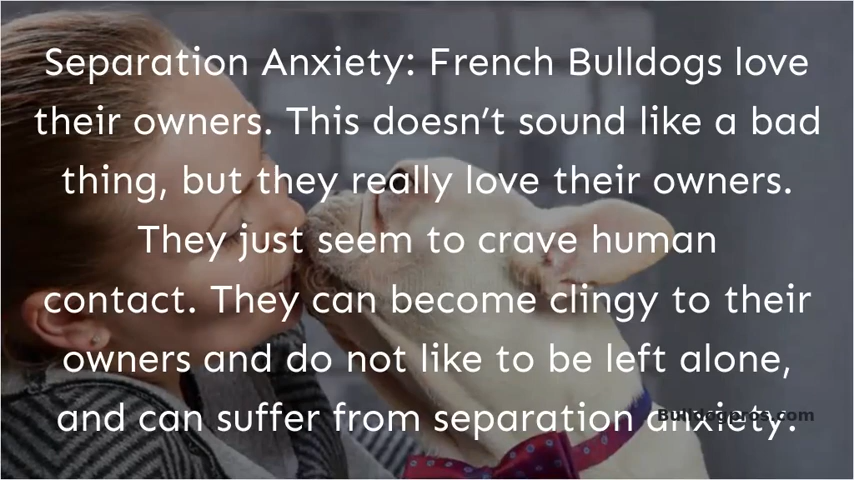 Separation Anxiety: French Bulldogs love
their owners. This doesn’t sound like a bad
thing, but they really love their owners.
They just seem to crave human
contact. They can become clingy to their
owners and do not like to be left alone,
and can suffer from separation anxiety.
Bulldogpros.com